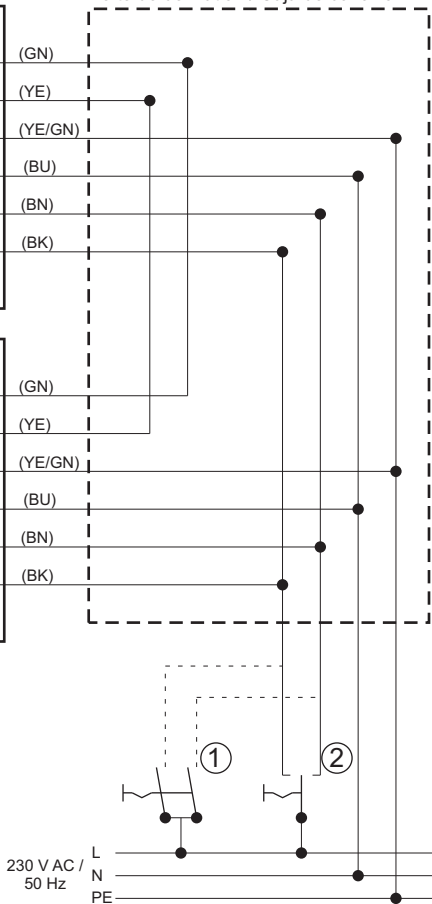 (GN)
(YE)
(YE/GN)
(BU)
(BN)
(BK)
(GN)
(YE)
(YE/GN)
(BU)
(BN)
(BK)
1
2
230 V AC /
50 Hz
L
N
PE